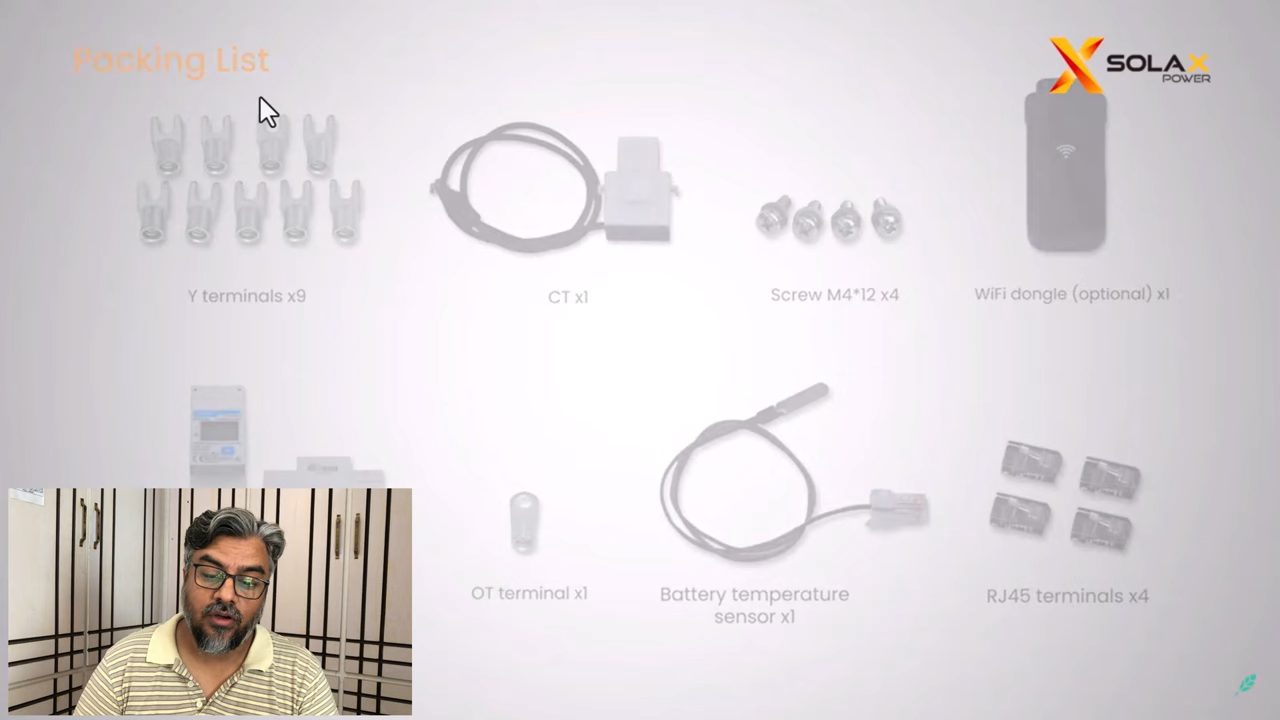 Packing List
SOLAX
POWER
Y terminals x9
CT x1
Screw M4*12 x4
WiFi dongle (optional) x1
OT terminal x1
Battery temperature
sensor x1
RJ45 terminals x4